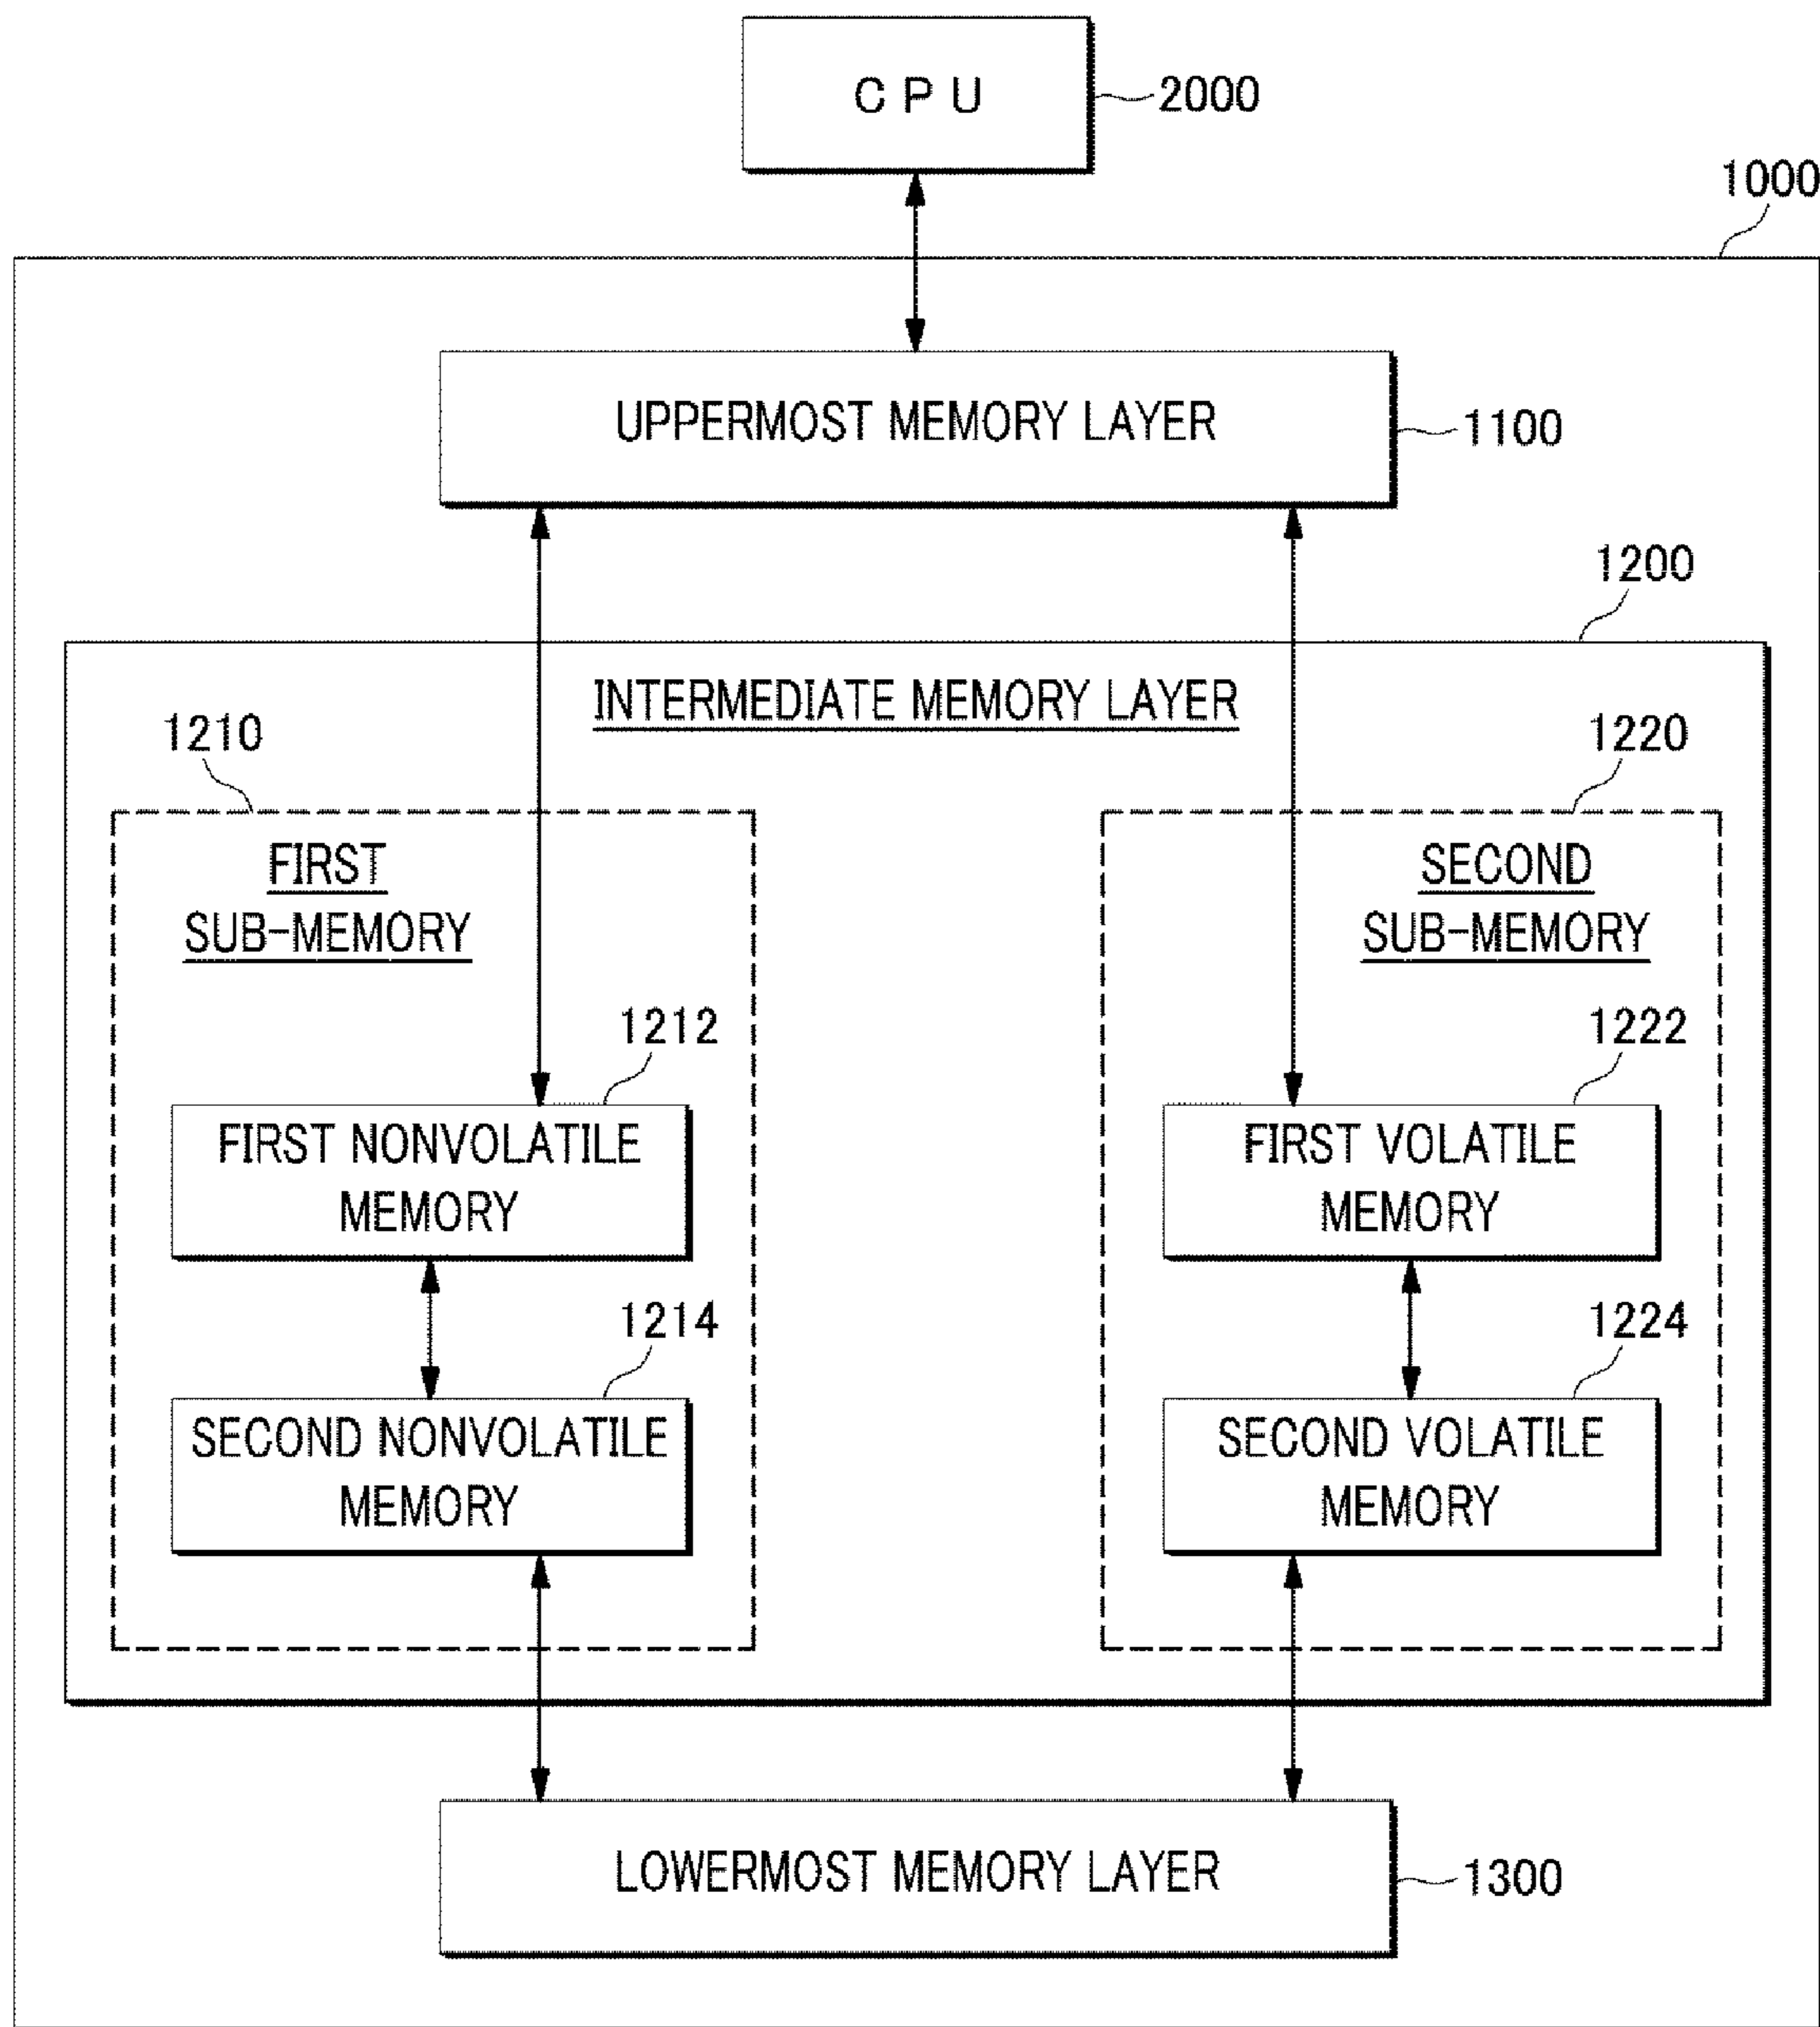 C P U
2000
1000
UPPERMOST MEMORY LAYER
1100
1200
INTERMEDIATE MEMORY LAYER
1210
1220
FIRST
SUB-MEMORY
SECOND
SUB-MEMORY
1212
1222
FIRST NONVOLATILE
MEMORY
FIRST VOLATILE
MEMORY
1214
1224
SECOND NONVOLATILE
MEMORY
SECOND VOLATILE
MEMORY
LOWERMOST MEMORY LAYER
1300